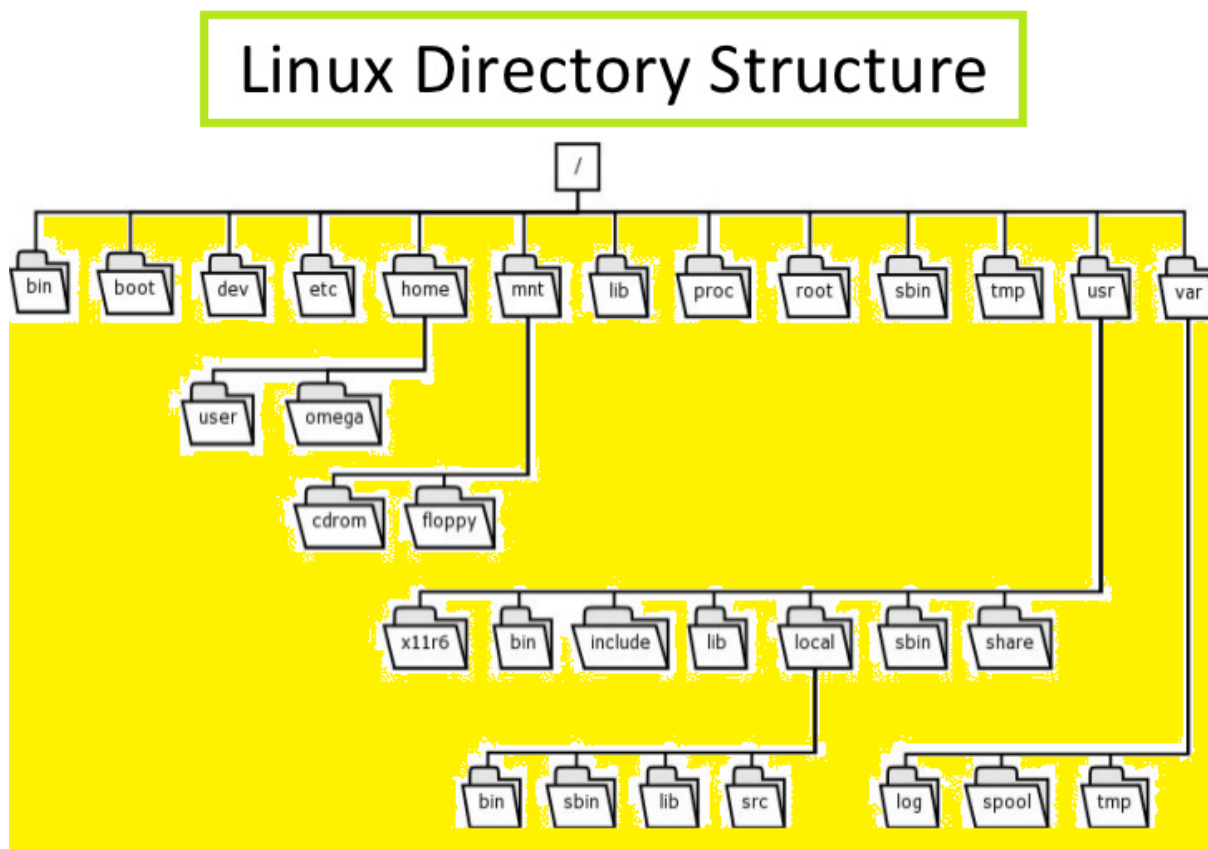 Linux Directory Structure
/
bin boot dev etc home mnt lib proc root sbin tmp usr var
user omega
cdrom floppy
x11r6 bin include lib local sbin share
bin sbin lib src log spool tmp